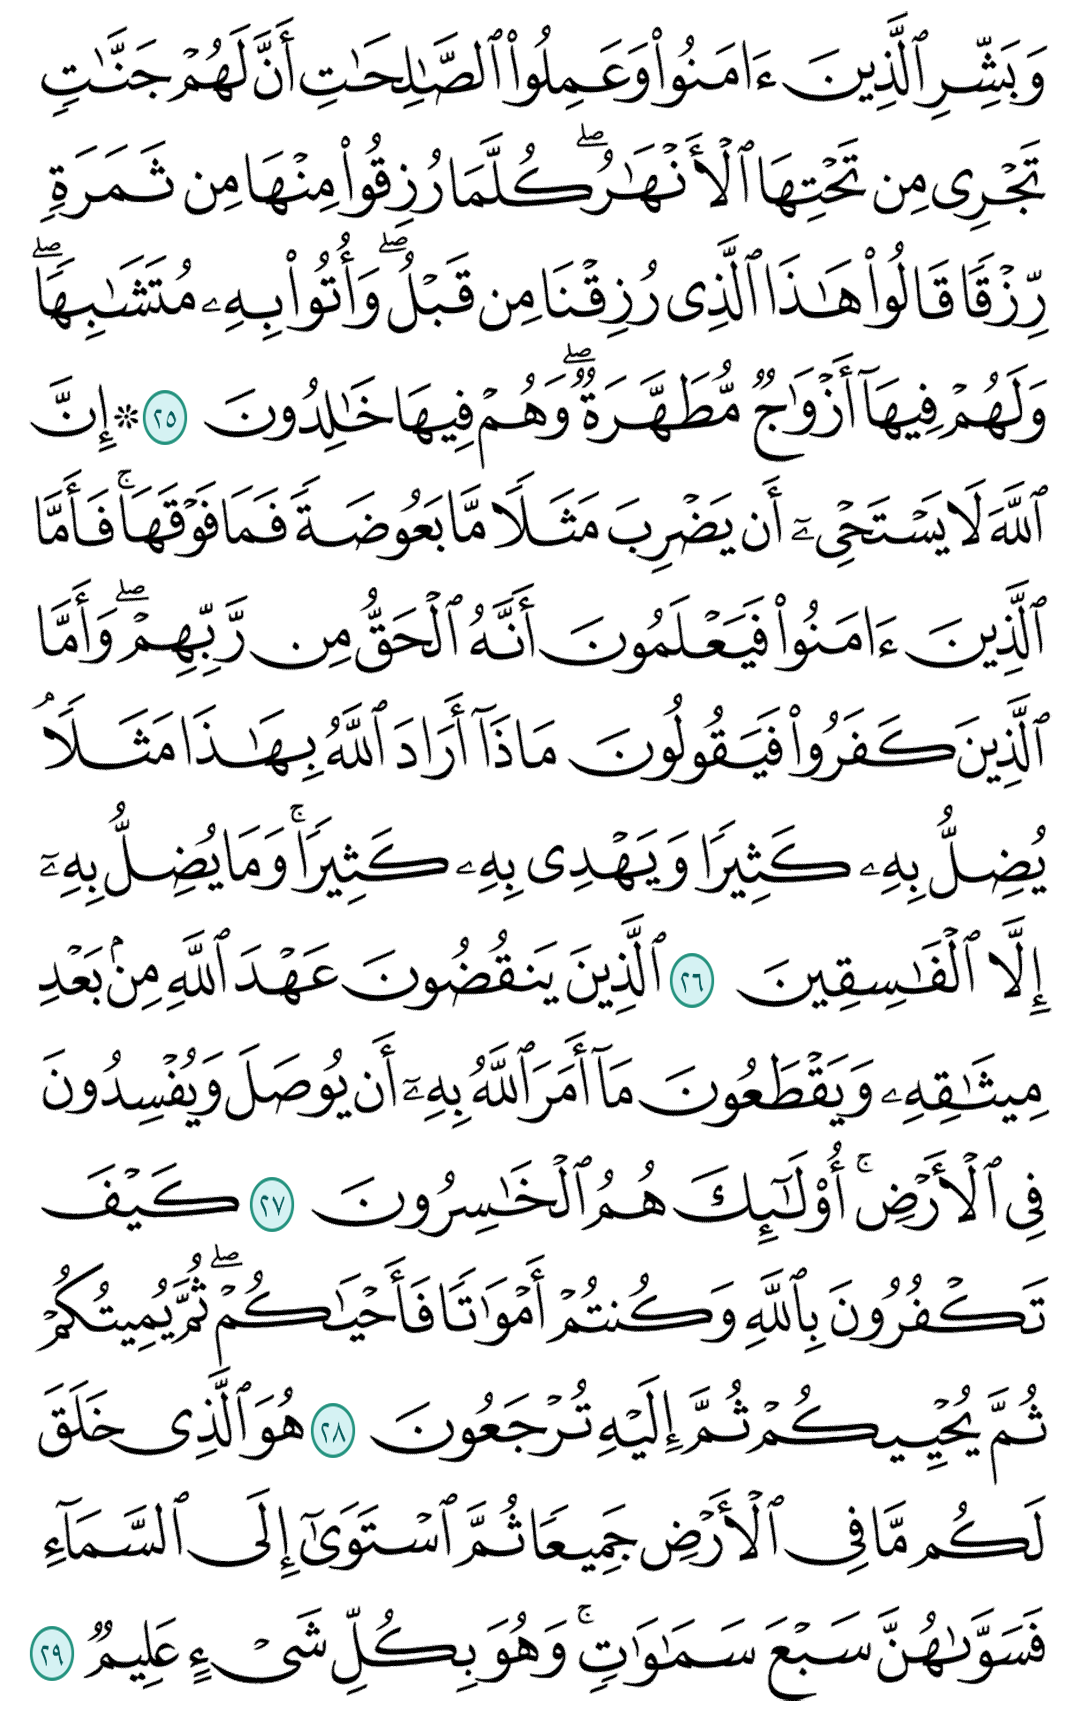 وَبَشِّرِ ٱلَّذِينَ ءَامَنُوا۟ وَعَمِلُوا۟ ٱلصَّـٰلِحَـٰتِ أَنَّ لَهُمْ جَنَّـٰتٍ
تَجْرِى مِن تَحْتِهَا ٱلْأَنْهَـٰرُ ۖ كُلَّمَا رُزِقُوا۟ مِنْهَا مِن ثَمَرَةٍ
رِّزْقًا قَالُوا۟ هَـٰذَا ٱلَّذِى رُزِقْنَا مِن قَبْلُ ۖ وَأُتُوا۟ بِهِۦ مُتَشَـٰبِهًا ۖ
وَلَهُمْ فِيهَآ أَزْوَٰجٌ مُّطَهَّرَةٌ ۖ وَهُمْ فِيهَا خَـٰلِدُونَ ٢٥ ۞ إِنَّ
ٱللَّهَ لَا يَسْتَحْىِۦٓ أَن يَضْرِبَ مَثَلًا مَّا بَعُوضَةً فَمَا فَوْقَهَا ۚ فَأَمَّا
ٱلَّذِينَ ءَامَنُوا۟ فَيَعْلَمُونَ أَنَّهُ ٱلْحَقُّ مِن رَّبِّهِمْ ۖ وَأَمَّا
ٱلَّذِينَ كَفَرُوا۟ فَيَقُولُونَ مَاذَآ أَرَادَ ٱللَّهُ بِهَـٰذَا مَثَلًا ۘ
يُضِلُّ بِهِۦ كَثِيرًا وَيَهْدِى بِهِۦ كَثِيرًا ۚ وَمَا يُضِلُّ بِهِۦٓ
إِلَّا ٱلْفَـٰسِقِينَ ٢٦ ٱلَّذِينَ يَنقُضُونَ عَهْدَ ٱللَّهِ مِنۢ بَعْدِ
مِيثَـٰقِهِۦ وَيَقْطَعُونَ مَآ أَمَرَ ٱللَّهُ بِهِۦٓ أَن يُوصَلَ وَيُفْسِدُونَ
فِى ٱلْأَرْضِ ۚ أُو۟لَـٰٓئِكَ هُمُ ٱلْخَـٰسِرُونَ ٢٧ كَيْفَ
تَكْفُرُونَ بِٱللَّهِ وَكُنتُمْ أَمْوَٰتًا فَأَحْيَـٰكُمْ ۖ ثُمَّ يُمِيتُكُمْ
ثُمَّ يُحْيِيكُمْ ثُمَّ إِلَيْهِ تُرْجَعُونَ ٢٨ هُوَ ٱلَّذِى خَلَقَ
لَكُم مَّا فِى ٱلْأَرْضِ جَمِيعًا ثُمَّ ٱسْتَوَىٰٓ إِلَى ٱلسَّمَآءِ
فَسَوَّىٰهُنَّ سَبْعَ سَمَـٰوَٰتٍ ۚ وَهُوَ بِكُلِّ شَىْءٍ عَلِيمٌ ٢٩